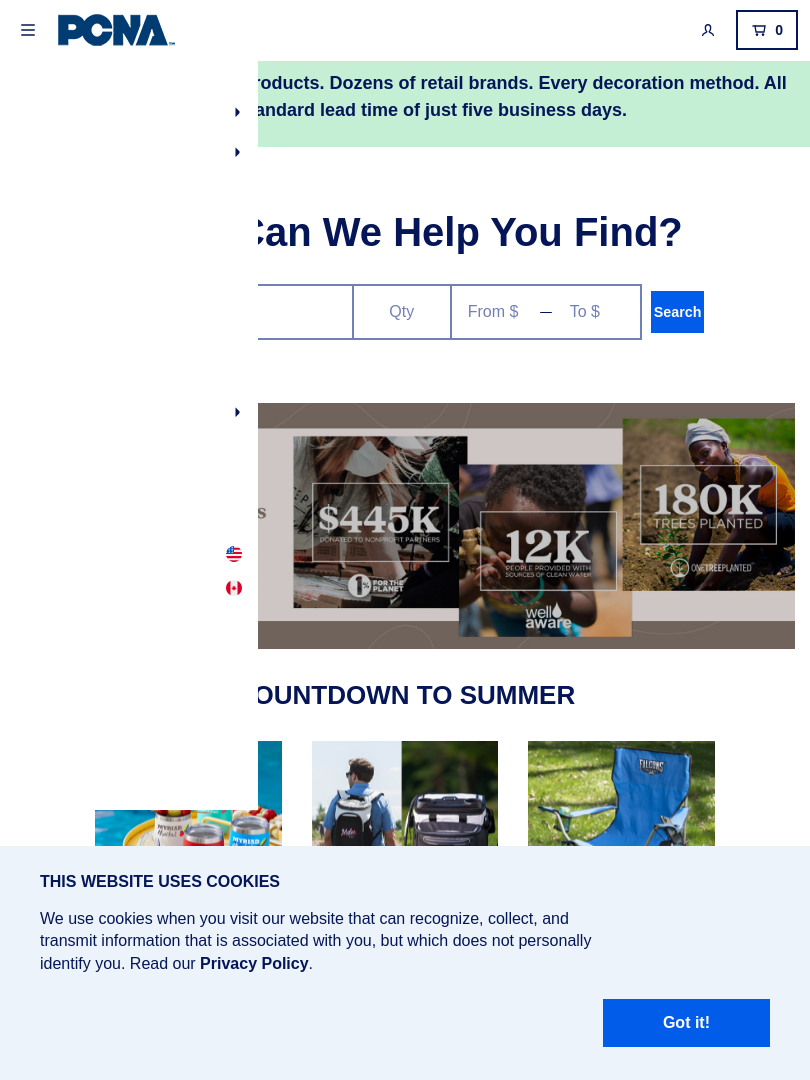 PCNA
0
roducts. Dozens of retail brands. Every decoration method. All
andard lead time of just five business days.
Can We Help You Find?
Qty
From $
To $
Search
$445K
DONATED TO NONPROFIT PARTNERS
FOR THE
PLANET
12K
PEOPLE PROVIDED WITH
SOURCES OF CLEAN WATER
well
aware
180K
TREES PLANTED
ONETREEPLANTED
OUNTDOWN TO SUMMER
MYRIAD
MYRIAD
FALCONS
THIS WEBSITE USES COOKIES
We use cookies when you visit our website that can recognize, collect, and
transmit information that is associated with you, but which does not personally
identify you. Read our Privacy Policy.
Got it!